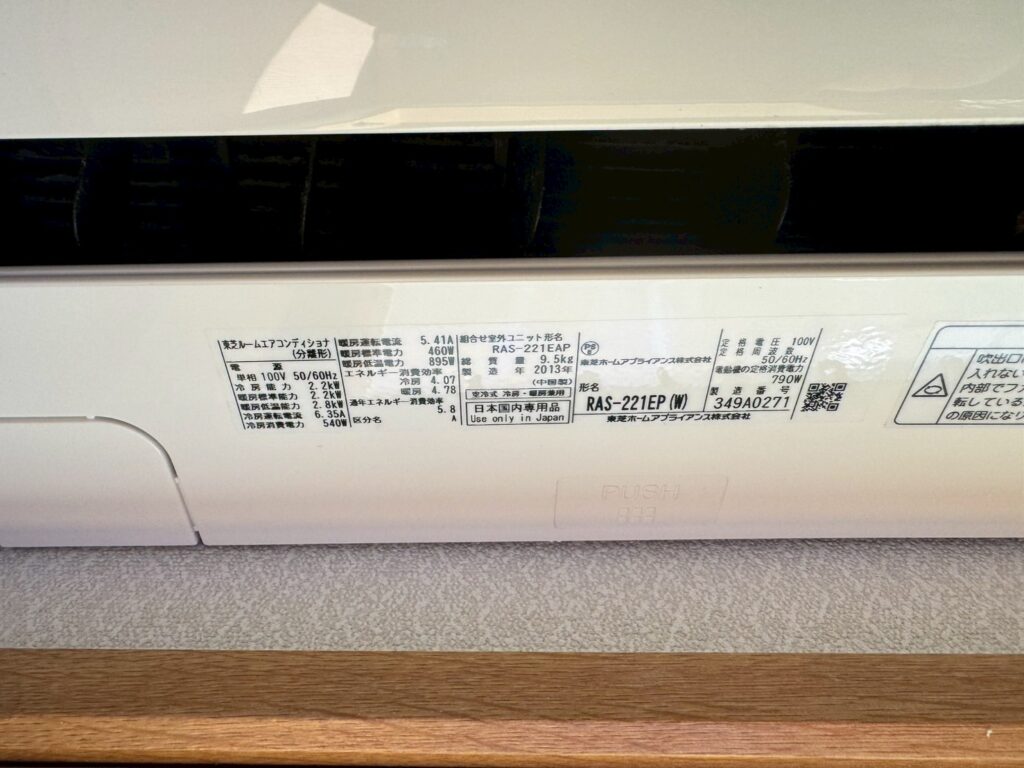 東芝ルームエアコンディショナ
(分離形)
電源
単相 100V 50/60Hz
冷房能力 2.2kW
暖房標準能力 2.2kW
暖房低温能力 2.8kW
冷房運転電流 6.35A
冷房消費電力 540W
暖房運転電流 5.41A
暖房標準電力 460W
暖房低温電力 895W
エネルギー消費効率
冷房 4.07
暖房 4.78
通年エネルギー消費効率
5.8
区分名 A
組合せ室外ユニット形名
RAS-221EAP
総質量 9.5kg
製造年 2013年
(中国製)
空冷式 冷房・暖房兼用
日本国内専用品
Use only in Japan
PS
E
東芝ホームアプライアンス株式会社
形名
RAS-221EP(W)
東芝ホームアプライアンス株式会社
定格電圧 100V
定格周波数
50/60Hz
電動機の定格消費電力
790W
製造番号
349A0271
吹出口
入れない
内部でフ
転している
の原因になり
PUSH